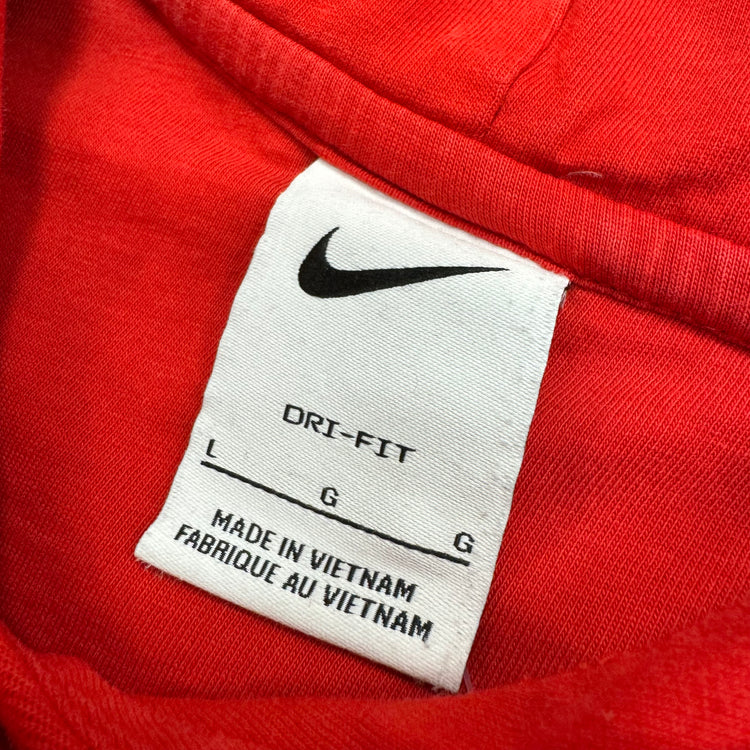 DRI-FIT
L G G
MADE IN VIETNAM
FABRIQUE AU VIETNAM